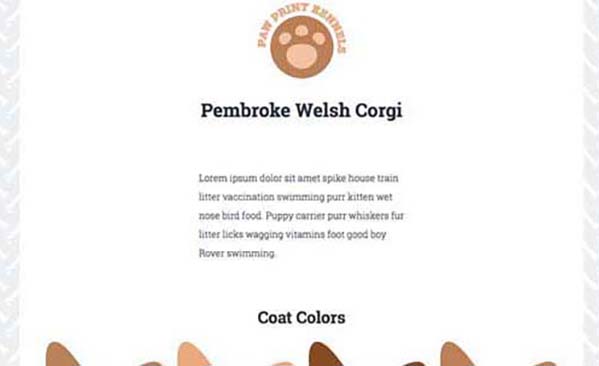 PAW PRINT KENNELS
Pembroke Welsh Corgi
Lorem ipsum dolor sit amet spike house train
litter vaccination swimming purr kitten wet
nose bird food. Puppy carrier purr whiskers fur
litter licks wagging vitamins foot good boy
Rover swimming.
Coat Colors